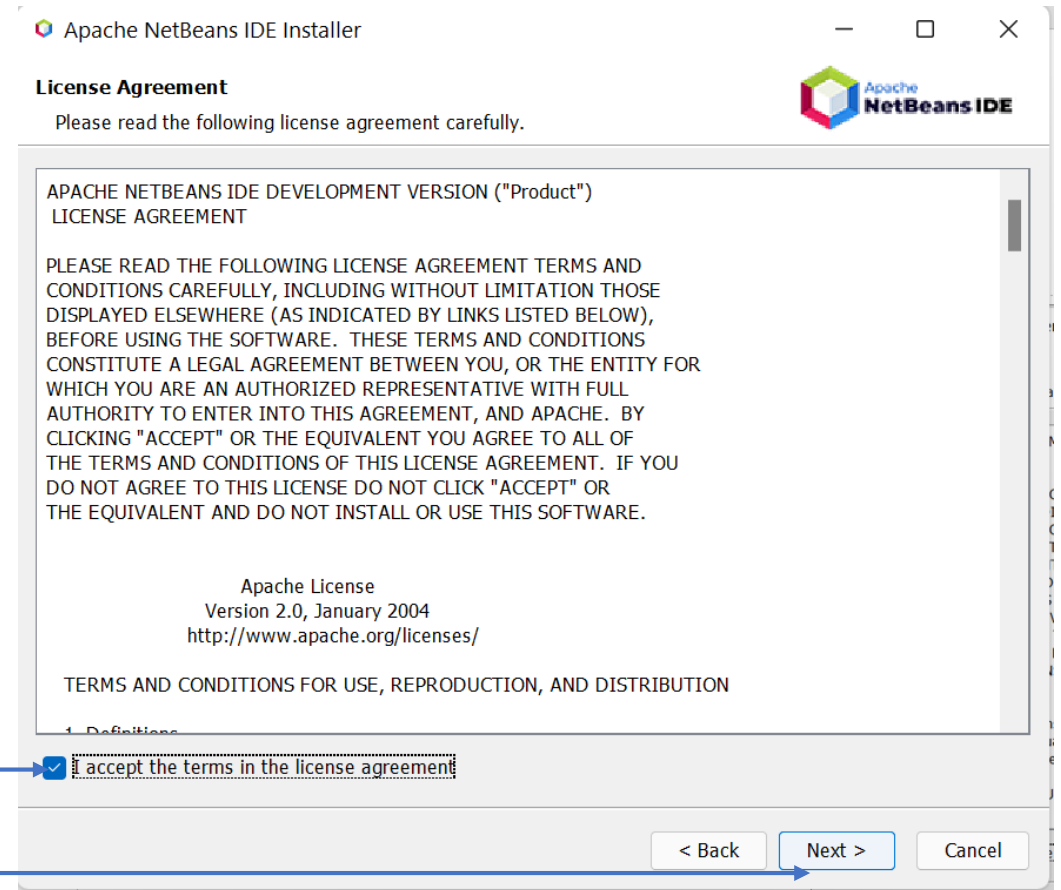 Apache NetBeans IDE Installer
License Agreement
Please read the following license agreement carefully.
Apache
NetBeans IDE
APACHE NETBEANS IDE DEVELOPMENT VERSION ("Product")
LICENSE AGREEMENT
PLEASE READ THE FOLLOWING LICENSE AGREEMENT TERMS AND
CONDITIONS CAREFULLY, INCLUDING WITHOUT LIMITATION THOSE
DISPLAYED ELSEWHERE (AS INDICATED BY LINKS LISTED BELOW),
BEFORE USING THE SOFTWARE.  THESE TERMS AND CONDITIONS
CONSTITUTE A LEGAL AGREEMENT BETWEEN YOU, OR THE ENTITY FOR
WHICH YOU ARE AN AUTHORIZED REPRESENTATIVE WITH FULL
AUTHORITY TO ENTER INTO THIS AGREEMENT, AND APACHE.  BY
CLICKING "ACCEPT" OR THE EQUIVALENT YOU AGREE TO ALL OF
THE TERMS AND CONDITIONS OF THIS LICENSE AGREEMENT.  IF YOU
DO NOT AGREE TO THIS LICENSE DO NOT CLICK "ACCEPT" OR
THE EQUIVALENT AND DO NOT INSTALL OR USE THIS SOFTWARE.
Apache License
Version 2.0, January 2004
http://www.apache.org/licenses/
TERMS AND CONDITIONS FOR USE, REPRODUCTION, AND DISTRIBUTION
1. Definitions
I accept the terms in the license agreement
< Back
Next >
Cancel